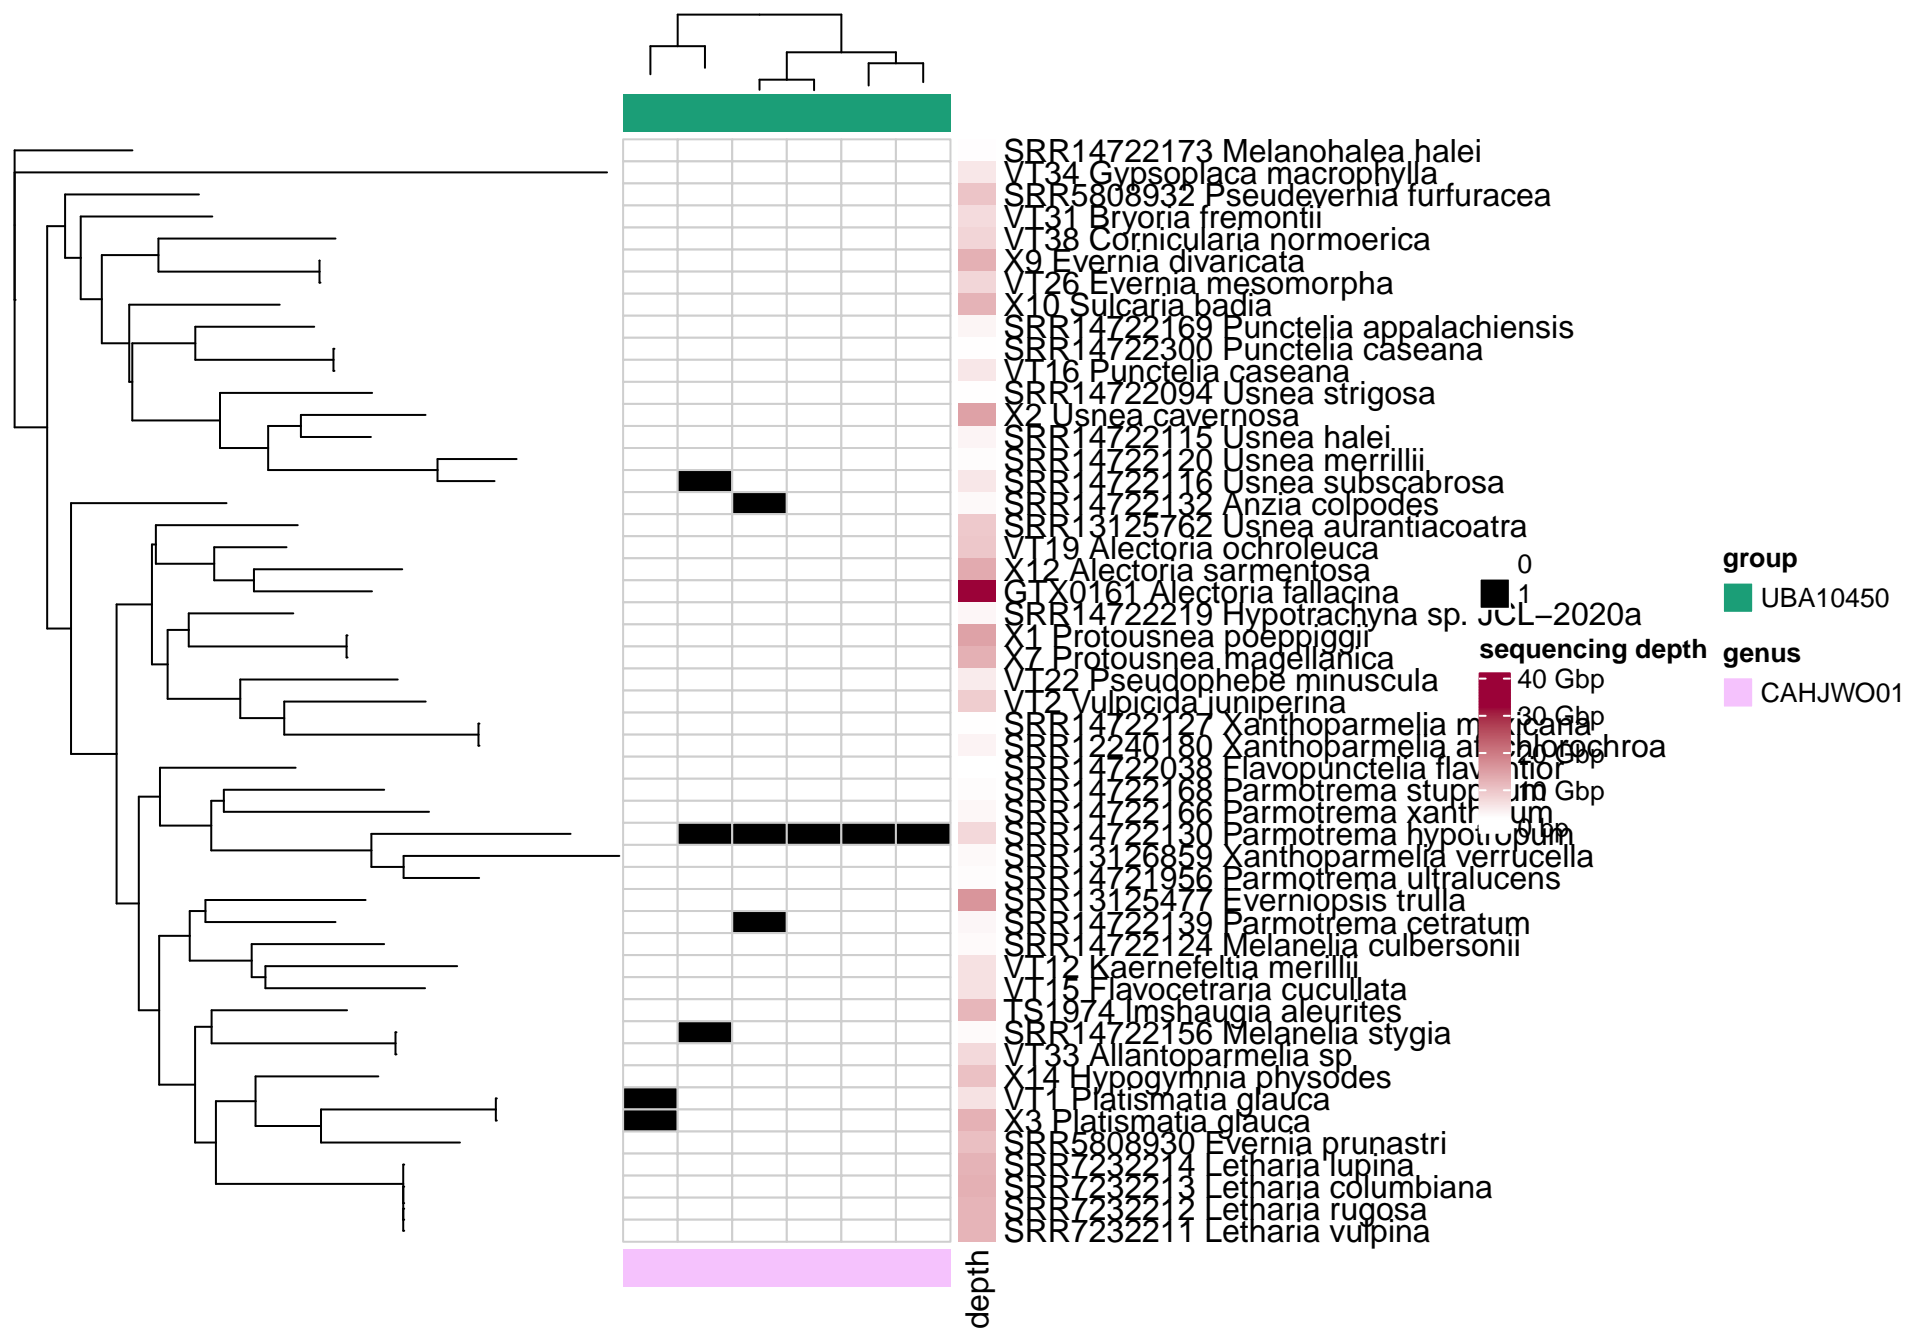 SRR14722173 Melanohalea halei
VT34 Gypsoplaca macrophylla
SRR5808932 Pseudevernia furfuracea
VT31 Bryoria fremontii
VT38 Cornicularia normoerica
X9 Evernia divaricata
VT26 Evernia mesomorpha
X10 Sulcaria badia
SRR14722169 Punctelia appalachiensis
SRR14722300 Punctelia caseana
VT16 Punctelia caseana
SRR14722094 Usnea strigosa
X2 Usnea cavernosa
SRR14722115 Usnea halei
SRR14722120 Usnea merrillii
SRR14722116 Usnea subscabrosa
SRR14722132 Anzia colpodes
SRR13125762 Usnea aurantiacoatra
VT19 Alectoria ochroleuca
X12 Alectoria sarmentosa
GTX0161 Alectoria fallacina
SRR14722219 Hypotrachyna sp. JCL−2020a
X1 Protousnea poeppiggii
X7 Protousnea magellanica
VT22 Pseudophebe minuscula
VT2 Vulpicida juniperina
SRR14722127 Xanthoparmelia
SRR12240180 Xanthoparmelia
SRR14722038 Flavopunctelia
SRR14722168 Parmotrema
SRR14722166 Parmotrema
SRR14722130 Parmotrema hypotropum
SRR13126859 Xanthoparmelia verrucella
SRR14721956 Parmotrema ultralucens
SRR13125477 Everniopsis trulla
SRR14722139 Parmotrema cetratum
SRR14722124 Melanelia culbersonii
VT12 Kaernefeltia merillii
VT15 Flavocetraria cucullata
TS1974 Imshaugia aleurites
SRR14722156 Melanelia stygia
VT33 Allantoparmelia sp
X14 Hypogymnia physodes
VT1 Platismatia glauca
X3 Platismatia glauca
SRR5808930 Evernia prunastri
SRR7232214 Letharia lupina
SRR7232213 Letharia columbiana
SRR7232212 Letharia rugosa
SRR7232211 Letharia vulpina
depth
0
1
sequencing depth
40 Gbp
30 Gbp
20 Gbp
10 Gbp
0 bp
group
UBA10450
genus
CAHJWO01